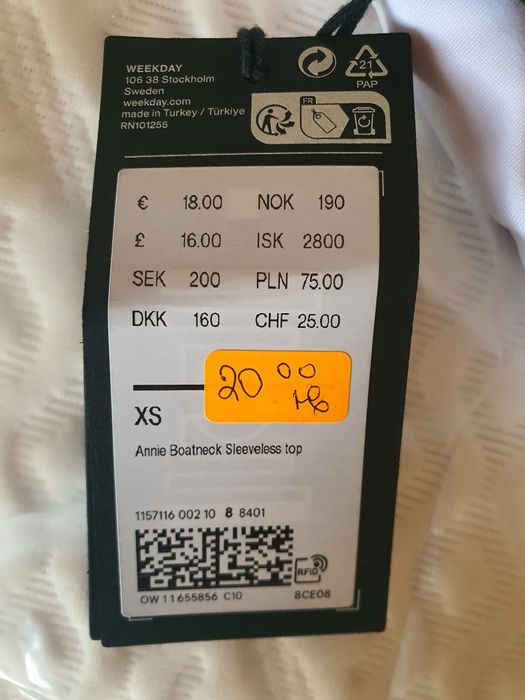 WEEKDAY
106 38 Stockholm
Sweden
weekday.com
made in Turkey / Türkiye
RN101255
21
PAP
FR
€ 18.00 NOK 190
£ 16.00 ISK 2800
SEK 200 PLN 75.00
DKK 160 CHF 25.00
20 00
XS
Annie Boatneck Sleeveless top
1157116 002 10 8 8401
RFID
OW 11655856 C10 8CE08